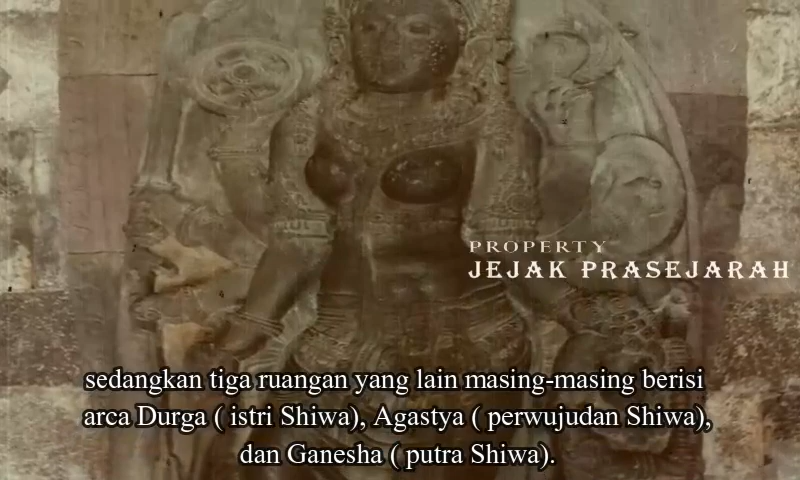 PROPERTY
JEJAK PRASEJARAH
sedangkan tiga ruangan yang lain masing-masing berisi
arca Durga ( istri Shiwa), Agastya ( perwujudan Shiwa),
dan Ganesha ( putra Shiwa).